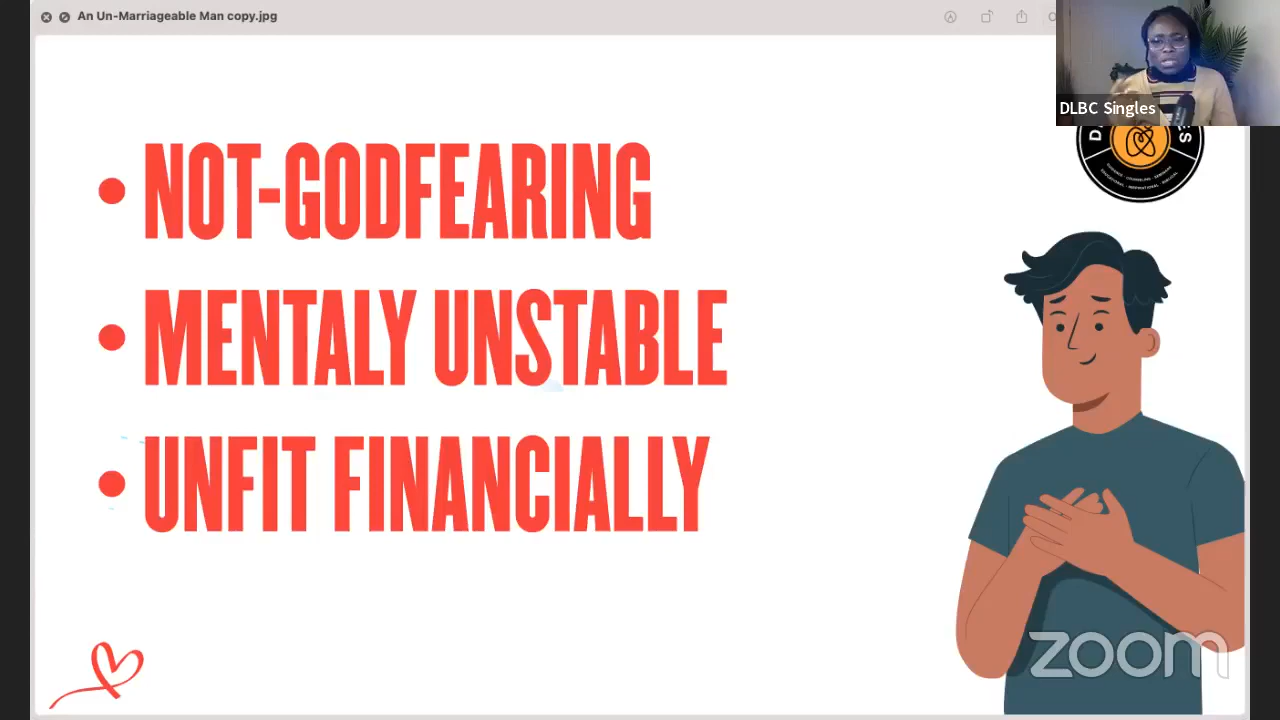 An Un-Marriageable Man copy.jpg
DLBC Singles
• NOT-GODFEARING
• MENTALY UNSTABLE
• UNFIT FINANCIALLY
zoom